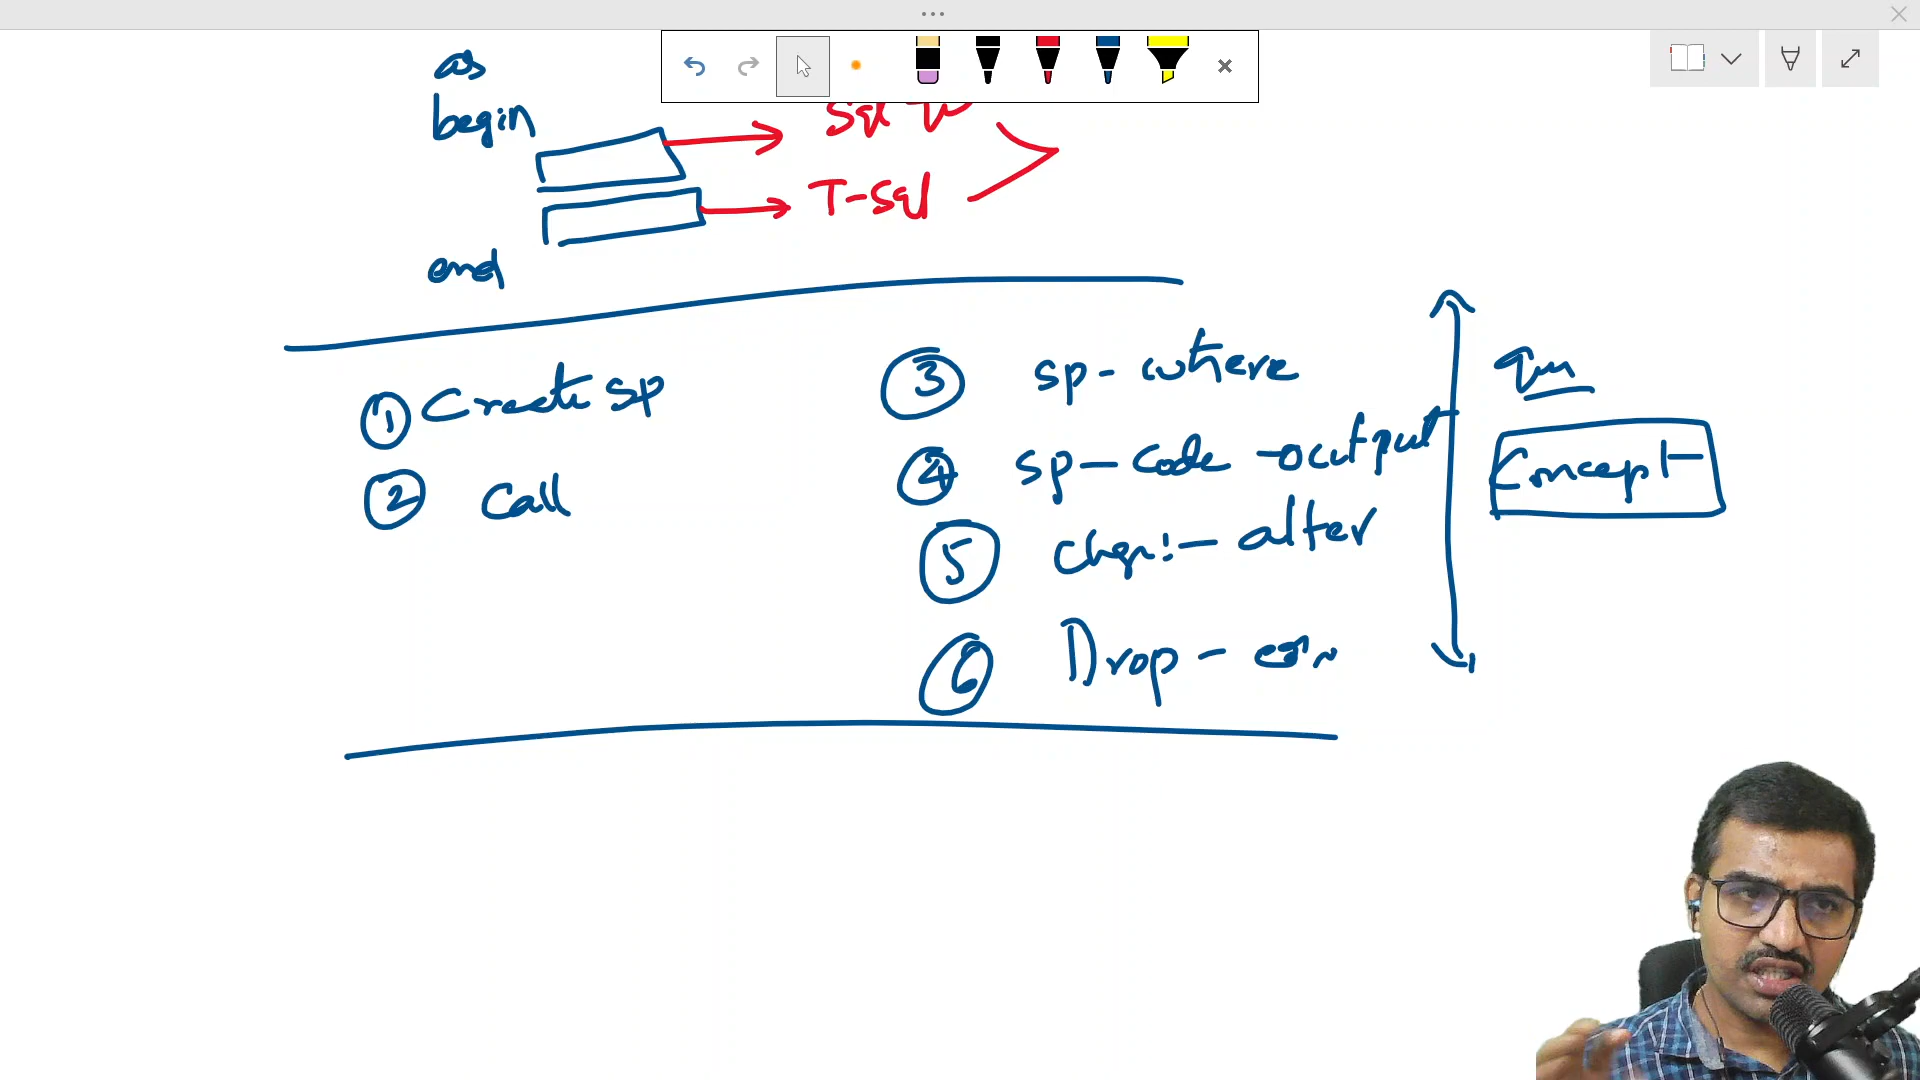 as
begin
Sql
T-Sql
end
① Create sp
② Call
③ sp - where
④ sp - code - output
⑤ - alter
⑥ Drop -
Concept